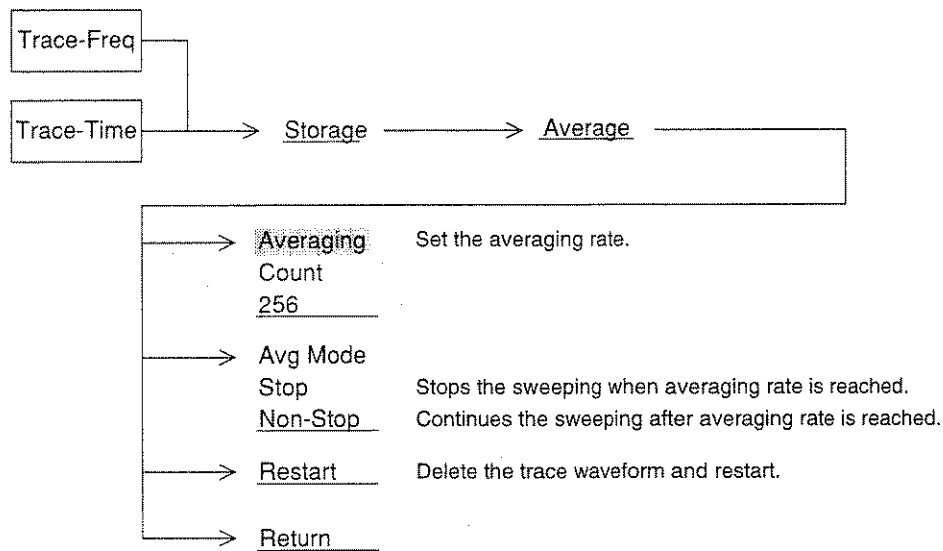 Trace-Freq
Trace-Time
Storage
Average
Averaging Set the averaging rate.
Count
256
Avg Mode
Stop Stops the sweeping when averaging rate is reached.
Non-Stop Continues the sweeping after averaging rate is reached.
Restart Delete the trace waveform and restart.
Return